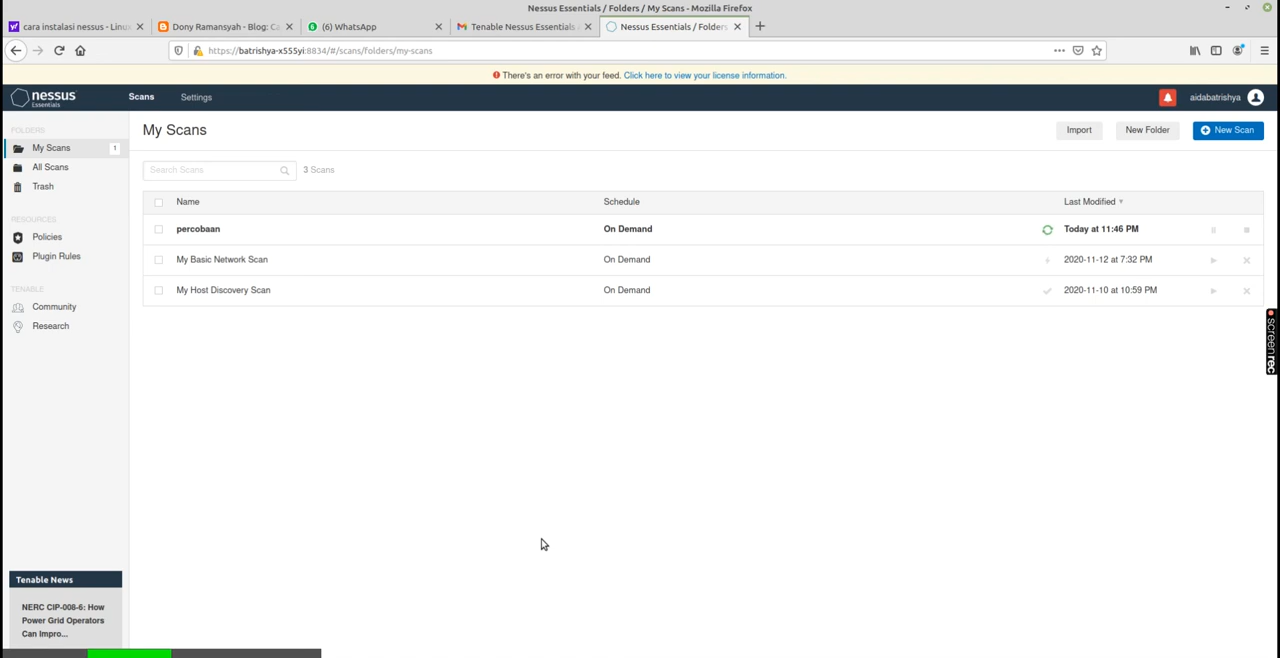 Nessus Essentials / Folders / My Scans - Mozilla Firefox
cara instalasi nessus - Linu
Dony Ramansyah - Blog: Ca
(6) WhatsApp
Tenable Nessus Essentials
Nessus Essentials / Folders
https://batrishya-x555yi:8834/#/scans/folders/my-scans
There's an error with your feed. Click here to view your license information.
nessus
Essentials
Scans
Settings
aidabatrishya
FOLDERS
My Scans
1
All Scans
Trash
RESOURCES
Policies
Plugin Rules
TENABLE
Community
Research
Tenable News
NERC CIP-008-6: How
Power Grid Operators
Can Impro...
My Scans
Import
New Folder
New Scan
Search Scans
3 Scans
Name
Schedule
Last Modified
percobaan
On Demand
Today at 11:46 PM
My Basic Network Scan
On Demand
2020-11-12 at 7:32 PM
My Host Discovery Scan
On Demand
2020-11-10 at 10:59 PM
screenrec